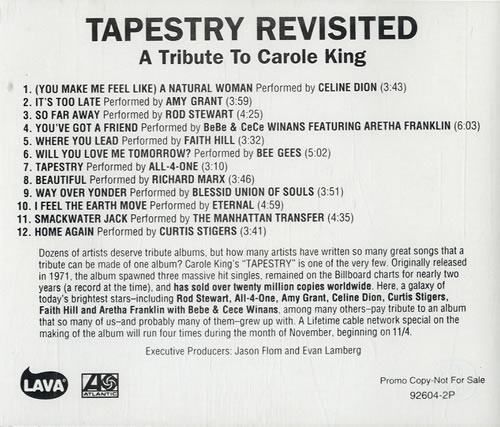 TAPESTRY REVISITED
A Tribute To Carole King
1. (YOU MAKE ME FEEL LIKE) A NATURAL WOMAN Performed by CELINE DION (3:43)
2. IT'S TOO LATE Performed by AMY GRANT (3:59)
3. SO FAR AWAY Performed by ROD STEWART (4:25)
4. YOU'VE GOT A FRIEND Performed by BeBe & CeCe WINANS FEATURING ARETHA FRANKLIN (6:03)
5. WHERE YOU LEAD Performed by FAITH HILL (3:32)
6. WILL YOU LOVE ME TOMORROW? Performed by BEE GEES (5:02)
7. TAPESTRY Performed by ALL-4-ONE (3:10)
8. BEAUTIFUL Performed by RICHARD MARX (3:46)
9. WAY OVER YONDER Performed by BLESSID UNION OF SOULS (3:51)
10. I FEEL THE EARTH MOVE Performed by ETERNAL (4:59)
11. SMACKWATER JACK Performed by THE MANHATTAN TRANSFER (4:35)
12. HOME AGAIN Performed by CURTIS STIGERS (3:41)
Dozens of artists deserve tribute albums, but how many artists have written so many great songs that a
tribute can be made of one album? Carole King's "TAPESTRY" is one of the very few. Originally released
in 1971, the album spawned three massive hit singles, remained on the Billboard charts for nearly two
years (a record at the time), and has sold over twenty million copies worldwide. Here, a galaxy of
today's brightest stars–including Rod Stewart, All-4-One, Amy Grant, Celine Dion, Curtis Stigers,
Faith Hill and Aretha Franklin with Bebe & Cece Winans, among many others–pay tribute to an album
that so many of us–and probably many of them–grew up with. A Lifetime cable network special on the
making of the album will run four times during the month of November, beginning on 11/4.
Executive Producers: Jason Flom and Evan Lamberg
LAVA
ATLANTIC
Promo Copy-Not For Sale
92604-2P